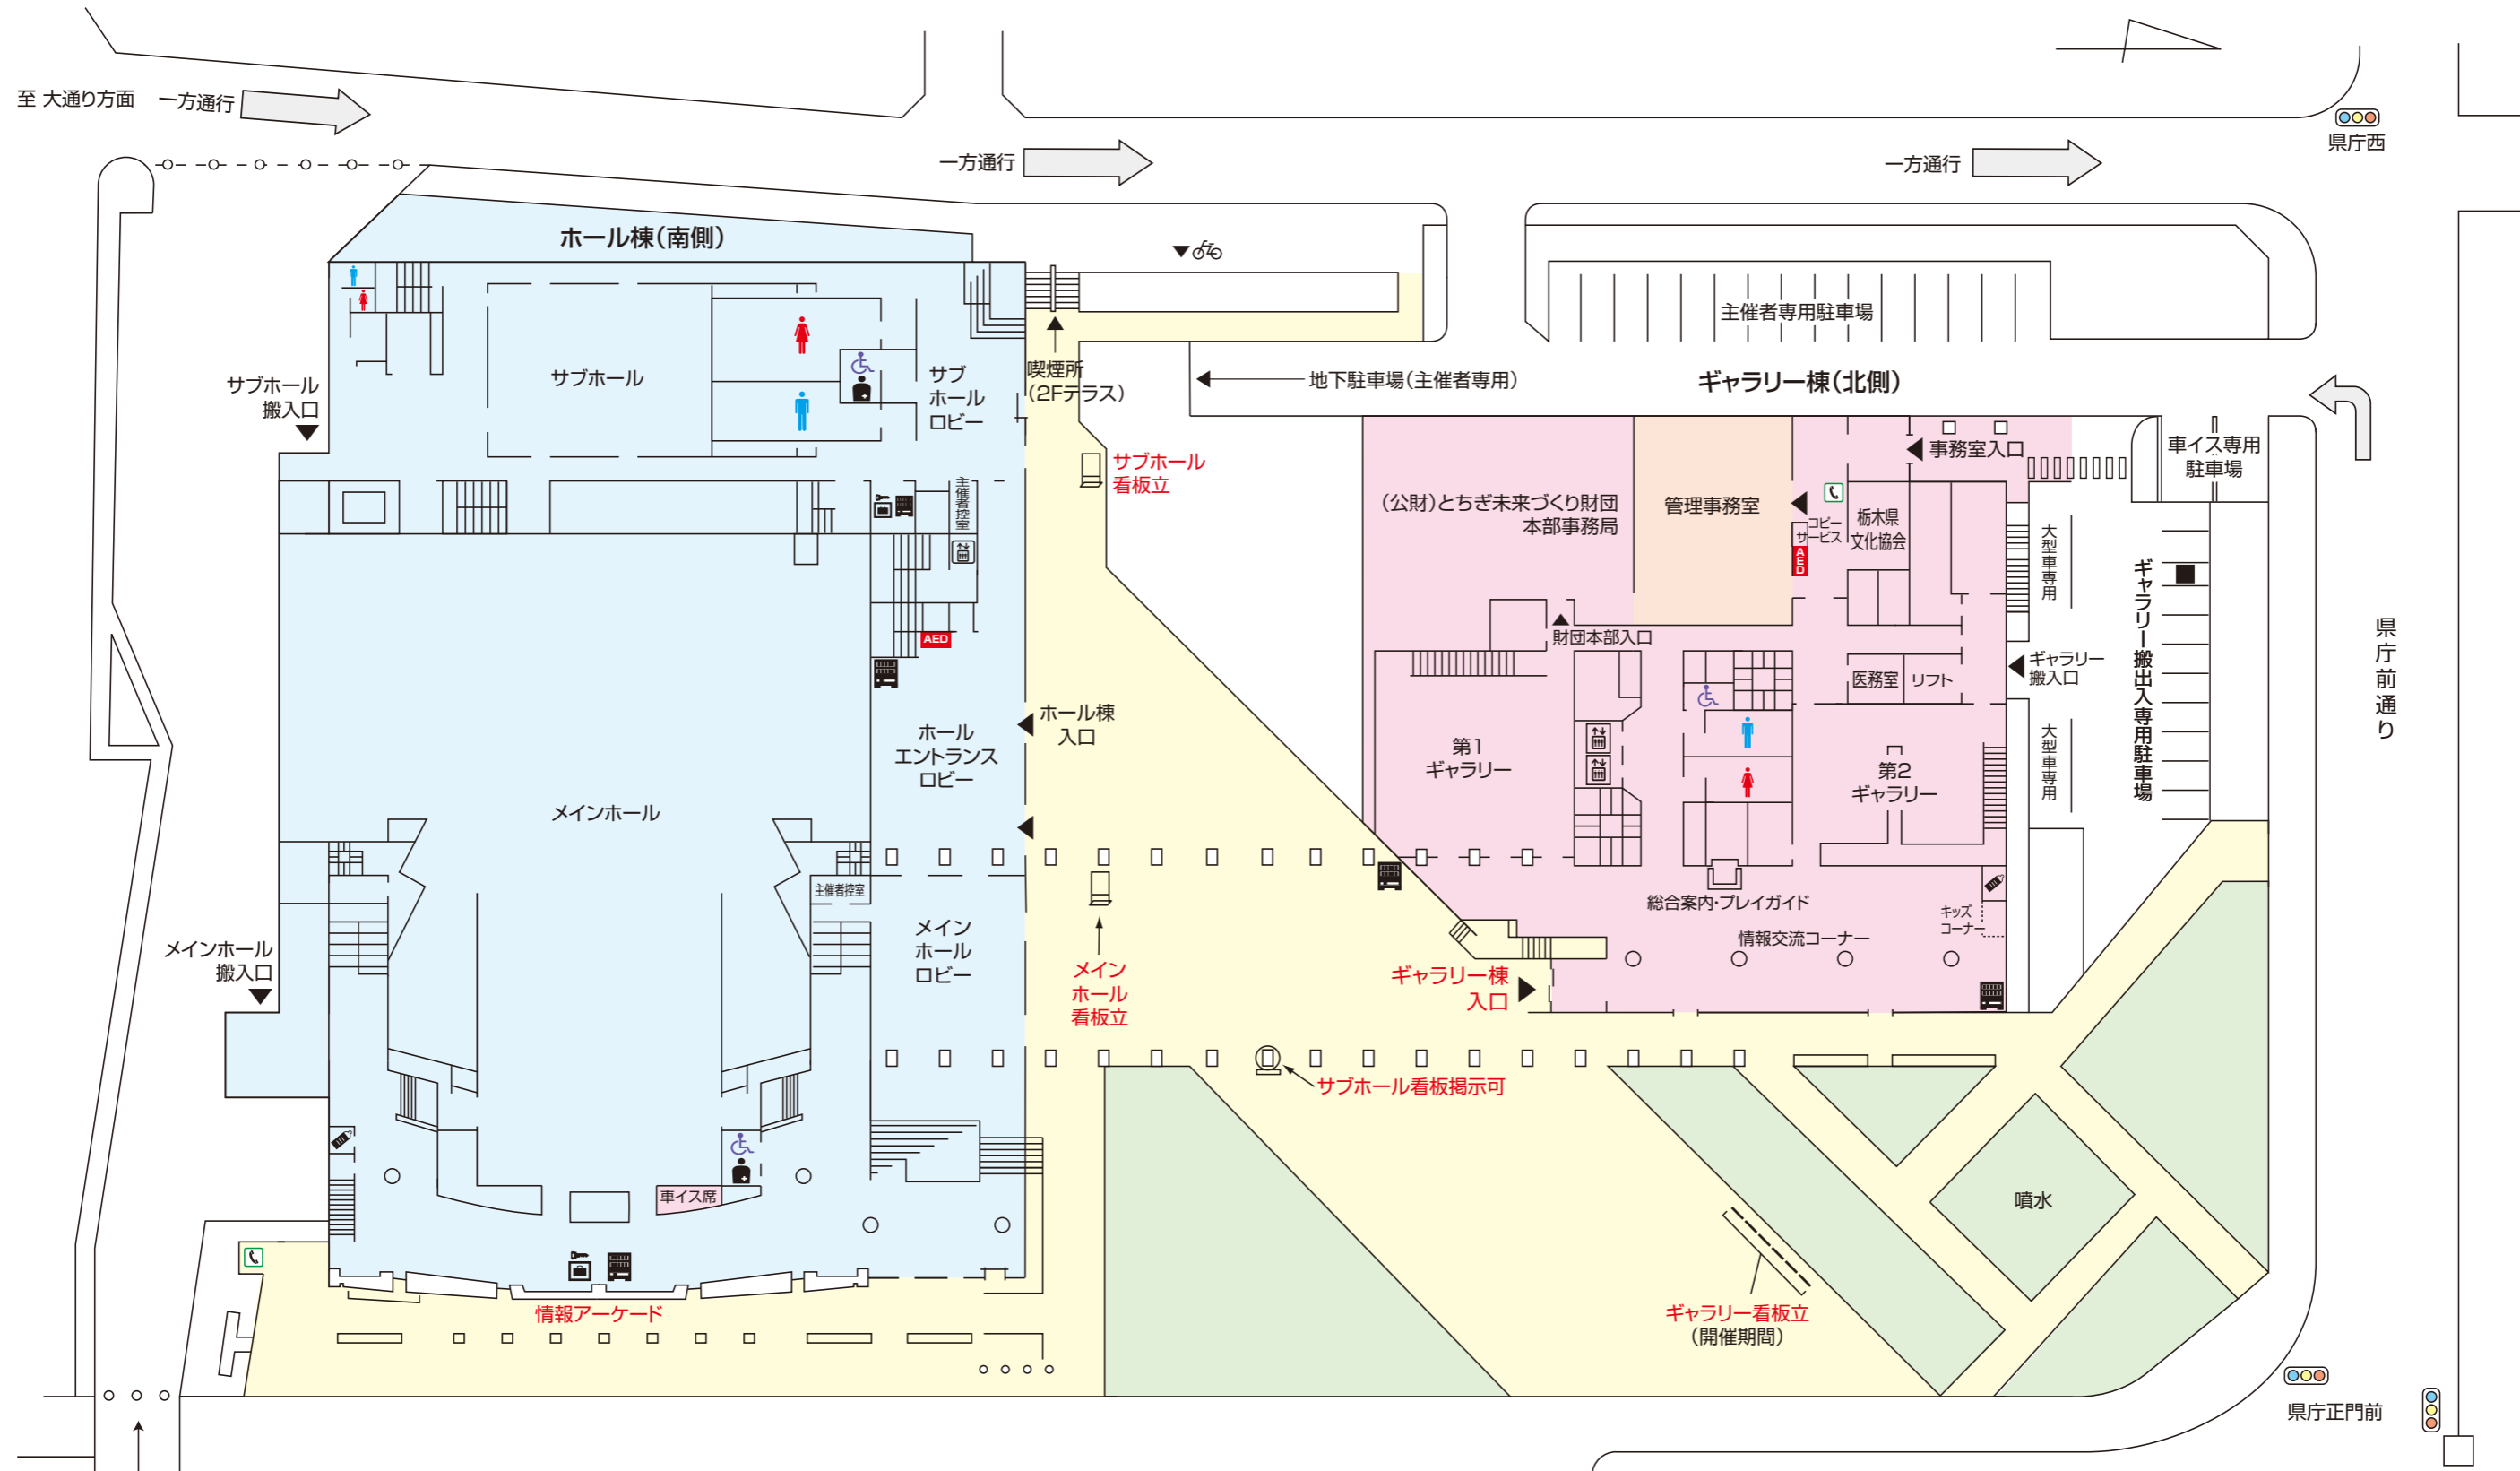 至 大通り方面
一方通行
一方通行
一方通行
県庁西
ホール棟（南側）
サブホール
搬入口
サブホール
サブ
ホール
ロビー
喫煙所
（2Fテラス）
地下駐車場（主催者専用）
主催者専用駐車場
ギャラリー棟（北側）
サブホール
看板立
主催者控室
（公財）とちぎ未来づくり財団
本部事務局
管理事務室
コピー
サービス
AED
栃木県
文化協会
事務室入口
車イス専用
駐車場
大型車専用
ギャラリー搬出入専用駐車場
県庁前通り
AED
財団本部入口
医務室
リフト
ギャラリー
搬入口
ホール棟
入口
ホール
エントランス
ロビー
メインホール
第1
ギャラリー
第2
ギャラリー
大型車専用
主催者控室
総合案内・プレイガイド
キッズ
コーナー
情報交流コーナー
メインホール
搬入口
メイン
ホール
ロビー
メイン
ホール
看板立
ギャラリー棟
入口
サブホール看板掲示可
車イス席
噴水
情報アーケード
ギャラリー看板立
（開催期間）
県庁正門前